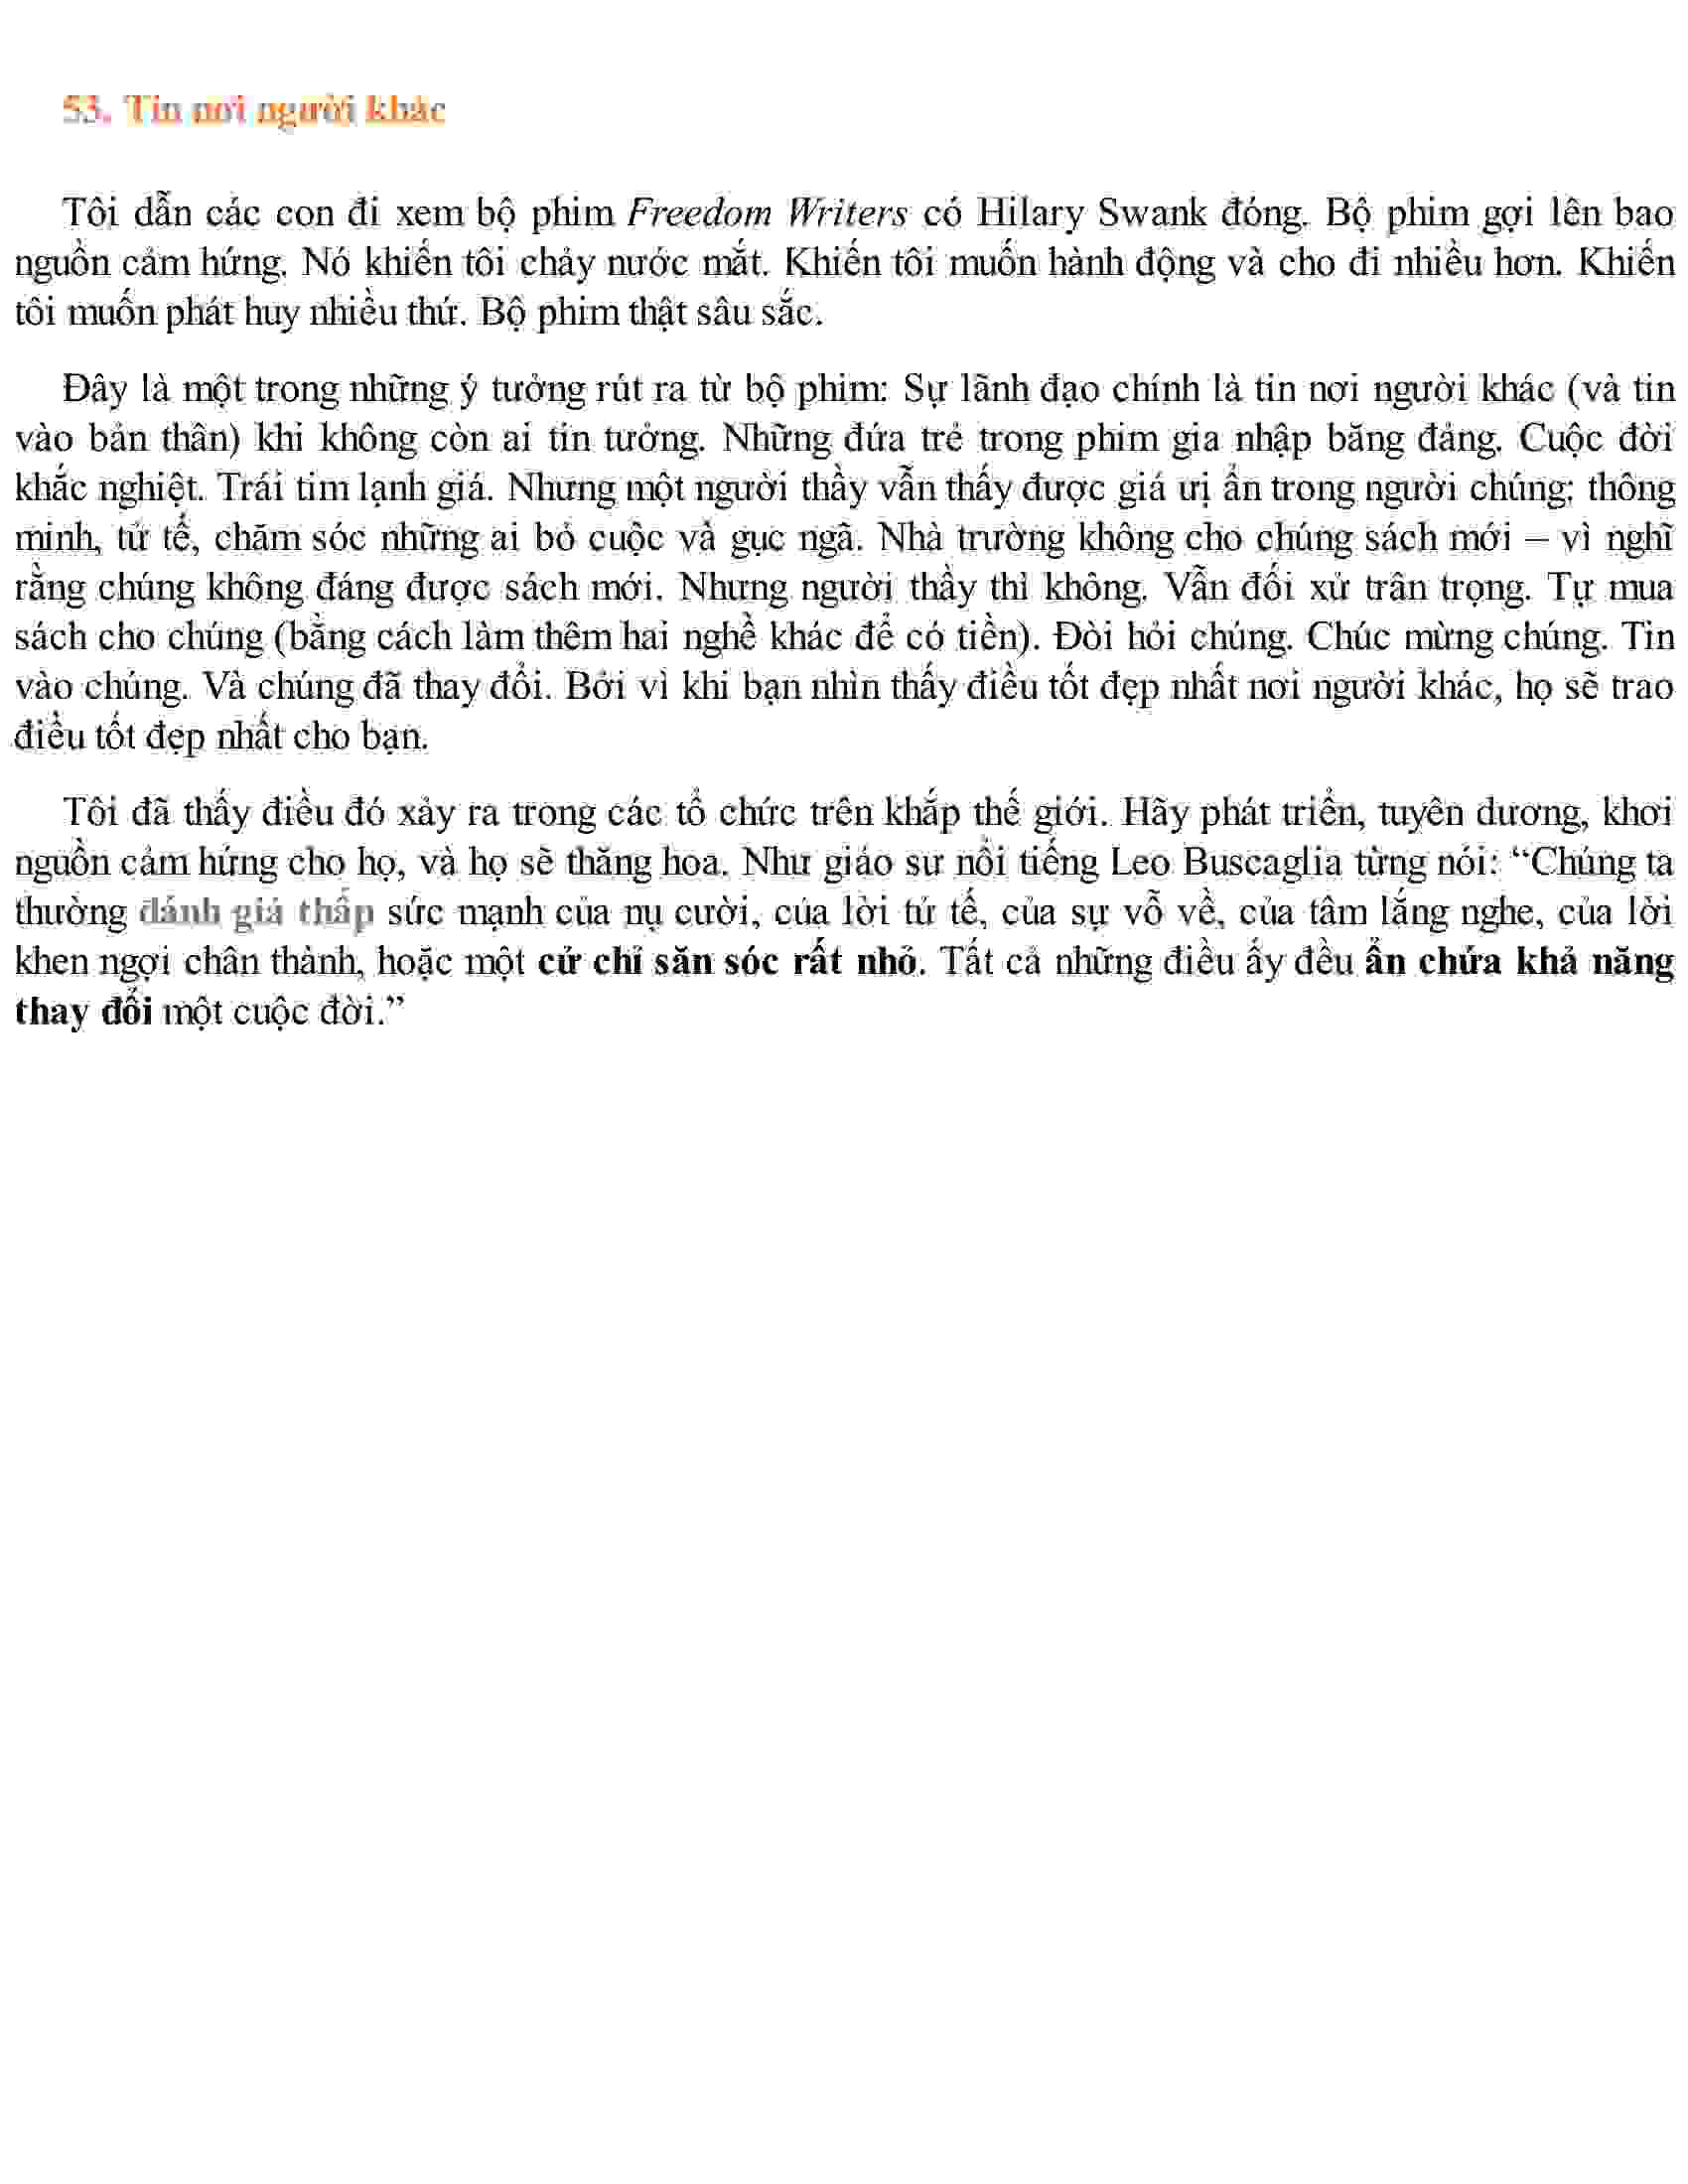 53. Tin nơi người khác
Tôi dẫn các con đi xem bộ phim Freedom Writers có Hilary Swank đóng. Bộ phim gợi lên bao
nguồn cảm hứng. Nó khiến tôi chảy nước mắt. Khiến tôi muốn hành động và cho đi nhiều hơn. Khiến
tôi muốn phát huy nhiều thứ. Bộ phim thật sâu sắc.
Đây là một trong những ý tưởng rút ra từ bộ phim: Sự lãnh đạo chính là tin nơi người khác (và tin
vào bản thân) khi không còn ai tin tưởng. Những đứa trẻ trong phim gia nhập băng đảng. Cuộc đời
khắc nghiệt. Trái tim lạnh giá. Nhưng một người thầy vẫn thấy được giá ưị ẩn trong người chúng: thông
minh, tử tế, chăm sóc những ai bỏ cuộc và gục ngã. Nhà trường không cho chúng sách mới – vì nghĩ
rằng chúng không đáng được sách mới. Nhưng người thầy thì không. Vẫn đối xử trân trọng. Tự mua
sách cho chúng (bằng cách làm thêm hai nghề khác để có tiền). Đòi hỏi chúng. Chúc mừng chúng. Tin
vào chúng. Và chúng đã thay đổi. Bởi vì khi bạn nhìn thấy điều tốt đẹp nhất nơi người khác, họ sẽ trao
điều tốt đẹp nhất cho bạn.
Tôi đã thấy điều đó xảy ra trong các tổ chức trên khắp thế giới. Hãy phát triển, tuyên dương, khơi
nguồn cảm hứng cho họ, và họ sẽ thăng hoa. Như giáo sư nổi tiếng Leo Buscaglia từng nói: “Chúng ta
thường đánh giá thấp sức mạnh của nụ cười, của lời tử tế, của sự vỗ về, của tâm lắng nghe, của lời
khen ngợi chân thành, hoặc một cử chỉ săn sóc rất nhỏ. Tất cả những điều ấy đều ẩn chứa khả năng
thay đổi một cuộc đời.”